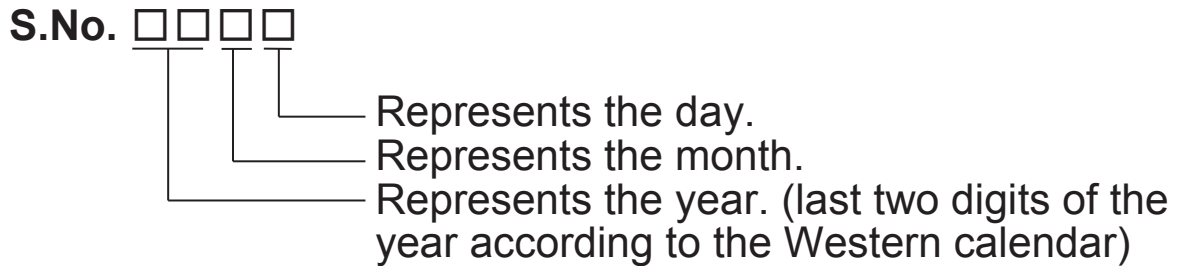 S.No. □□□□
Represents the day.
Represents the month.
Represents the year. (last two digits of the
year according to the Western calendar)